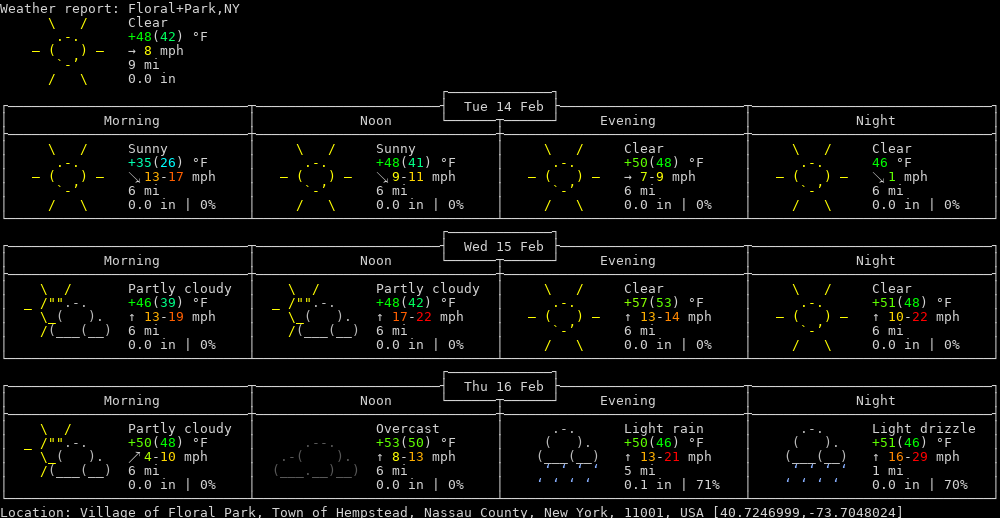 Weather report: Floral+Park,NY
Clear
+48(42) °F
→ 8 mph
9 mi
0.0 in
Tue 14 Feb
Morning Noon Evening Night
Sunny Sunny Clear Clear
+35(26) °F +48(41) °F +50(48) °F 46 °F
↘ 13-17 mph ↘ 9-11 mph → 7-9 mph ↘ 1 mph
6 mi 6 mi 6 mi 6 mi
0.0 in | 0% 0.0 in | 0% 0.0 in | 0% 0.0 in | 0%
Wed 15 Feb
Morning Noon Evening Night
Partly cloudy Partly cloudy Clear Clear
+46(39) °F +48(42) °F +57(53) °F +51(48) °F
↑ 13-19 mph ↑ 17-22 mph ↑ 13-14 mph ↑ 10-22 mph
6 mi 6 mi 6 mi 6 mi
0.0 in | 0% 0.0 in | 0% 0.0 in | 0% 0.0 in | 0%
Thu 16 Feb
Morning Noon Evening Night
Partly cloudy Overcast Light rain Light drizzle
+50(48) °F +53(50) °F +50(46) °F +51(46) °F
↗ 4-10 mph ↑ 8-13 mph ↑ 13-21 mph ↑ 16-29 mph
6 mi 6 mi 5 mi 1 mi
0.0 in | 0% 0.0 in | 0% 0.1 in | 71% 0.0 in | 70%
Location: Village of Floral Park, Town of Hempstead, Nassau County, New York, 11001, USA [40.7246999,-73.7048024]